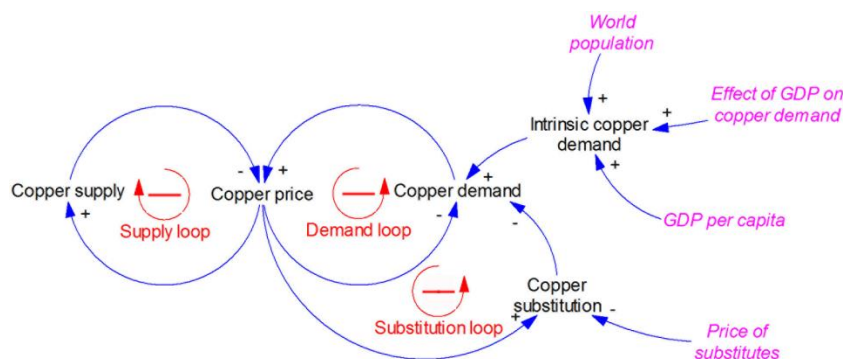 World
population
Effect of GDP on
copper demand
+
+
Intrinsic copper
demand
+
Copper supply
-
+
Copper price
Copper demand
+
+
Supply loop
Demand loop
-
-
GDP per capita
Copper
substitution
+
-
Substitution loop
Price of
substitutes